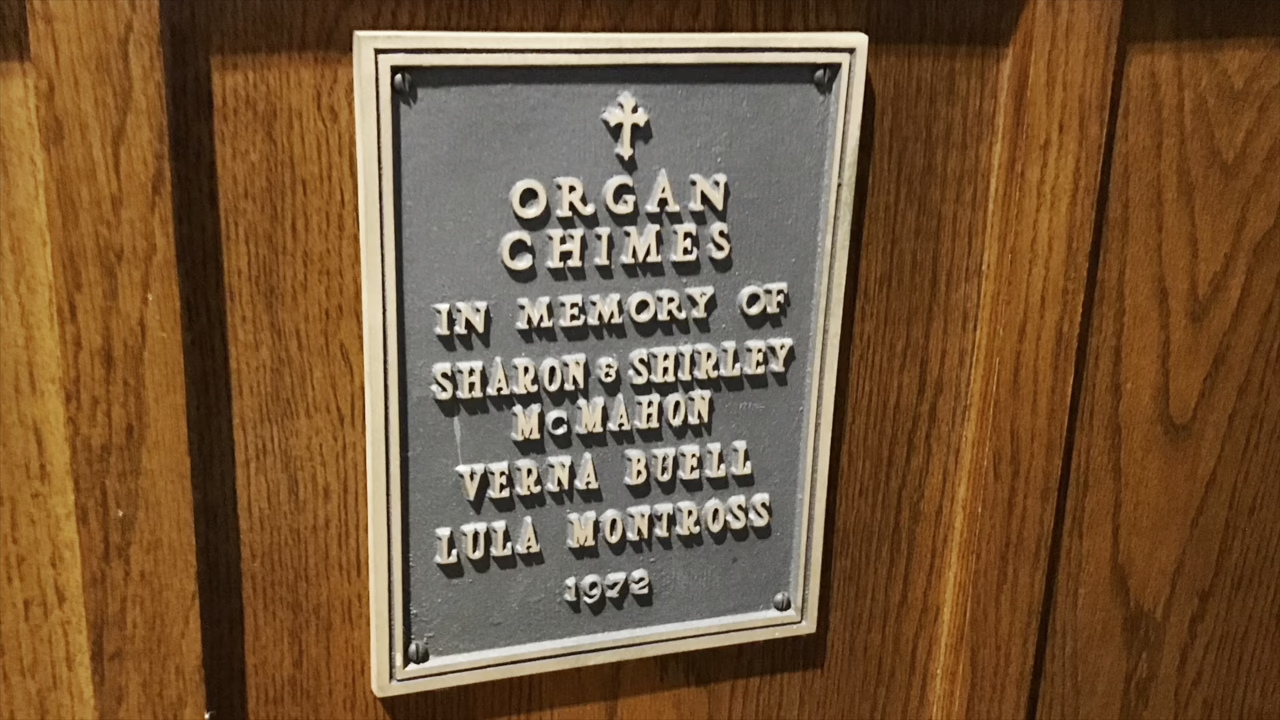 ORGAN
CHIMES
IN MEMORY OF
SHARON & SHIRLEY
McMAHON
VERNA BUELL
LULA MONTROSS
1972